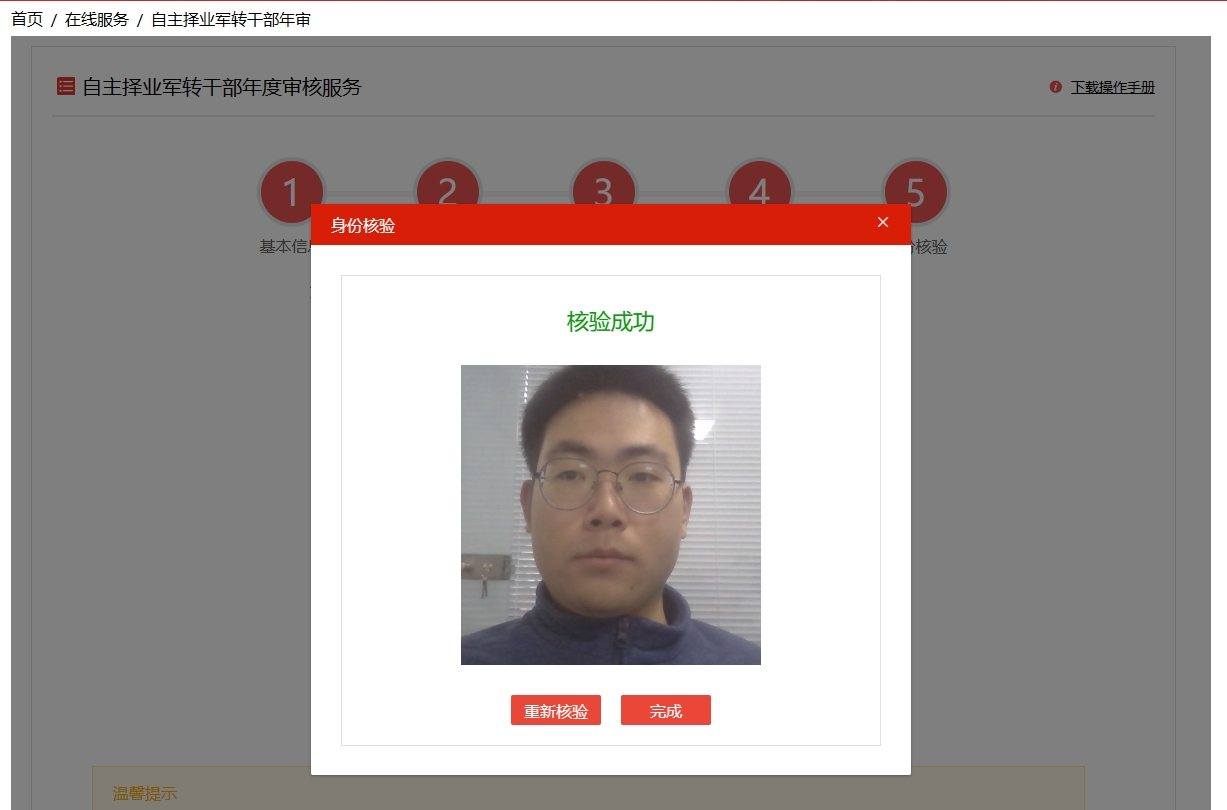 首页 / 在线服务 / 自主择业军转干部年审
自主择业军转干部年度审核服务
下载操作手册
1 2 3 4 5
基本信
份核验
身份核验 ×
核验成功
重新核验 完成
温馨提示